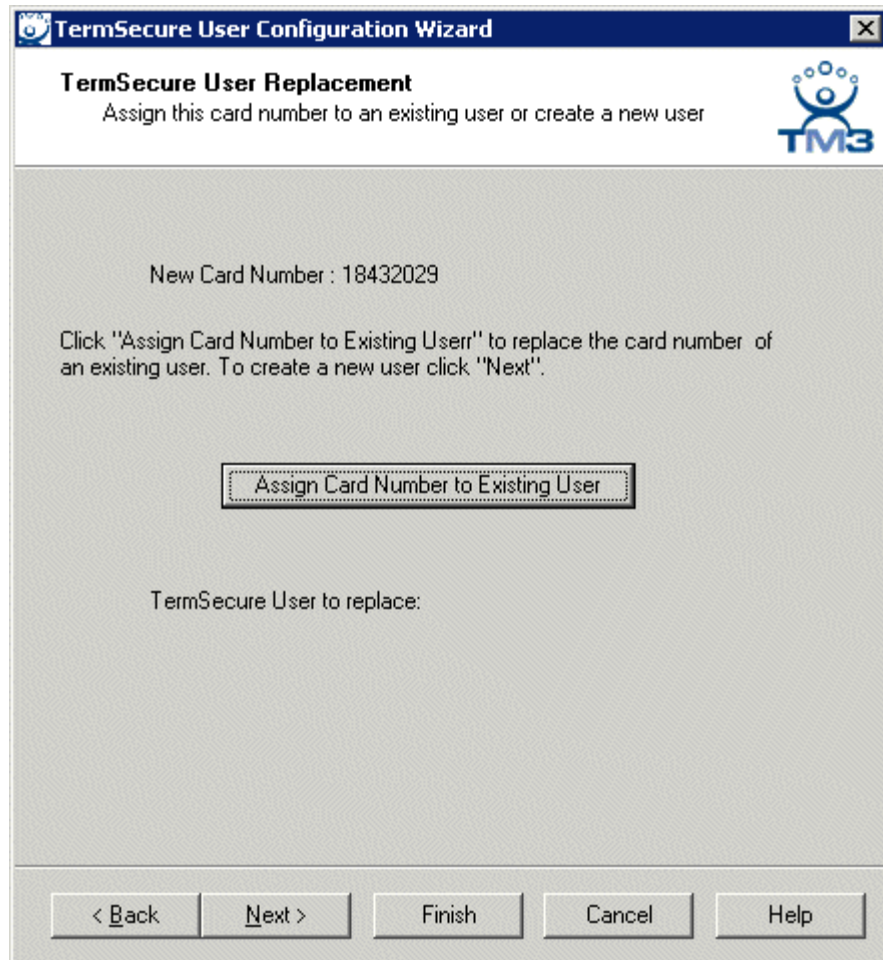 TermSecure User Configuration Wizard
TermSecure User Replacement
Assign this card number to an existing user or create a new user
TM3
New Card Number : 18432029
Click "Assign Card Number to Existing Userr" to replace the card number  of
an existing user. To create a new user click "Next".
Assign Card Number to Existing User
TermSecure User to replace:
< Back
Next >
Finish
Cancel
Help